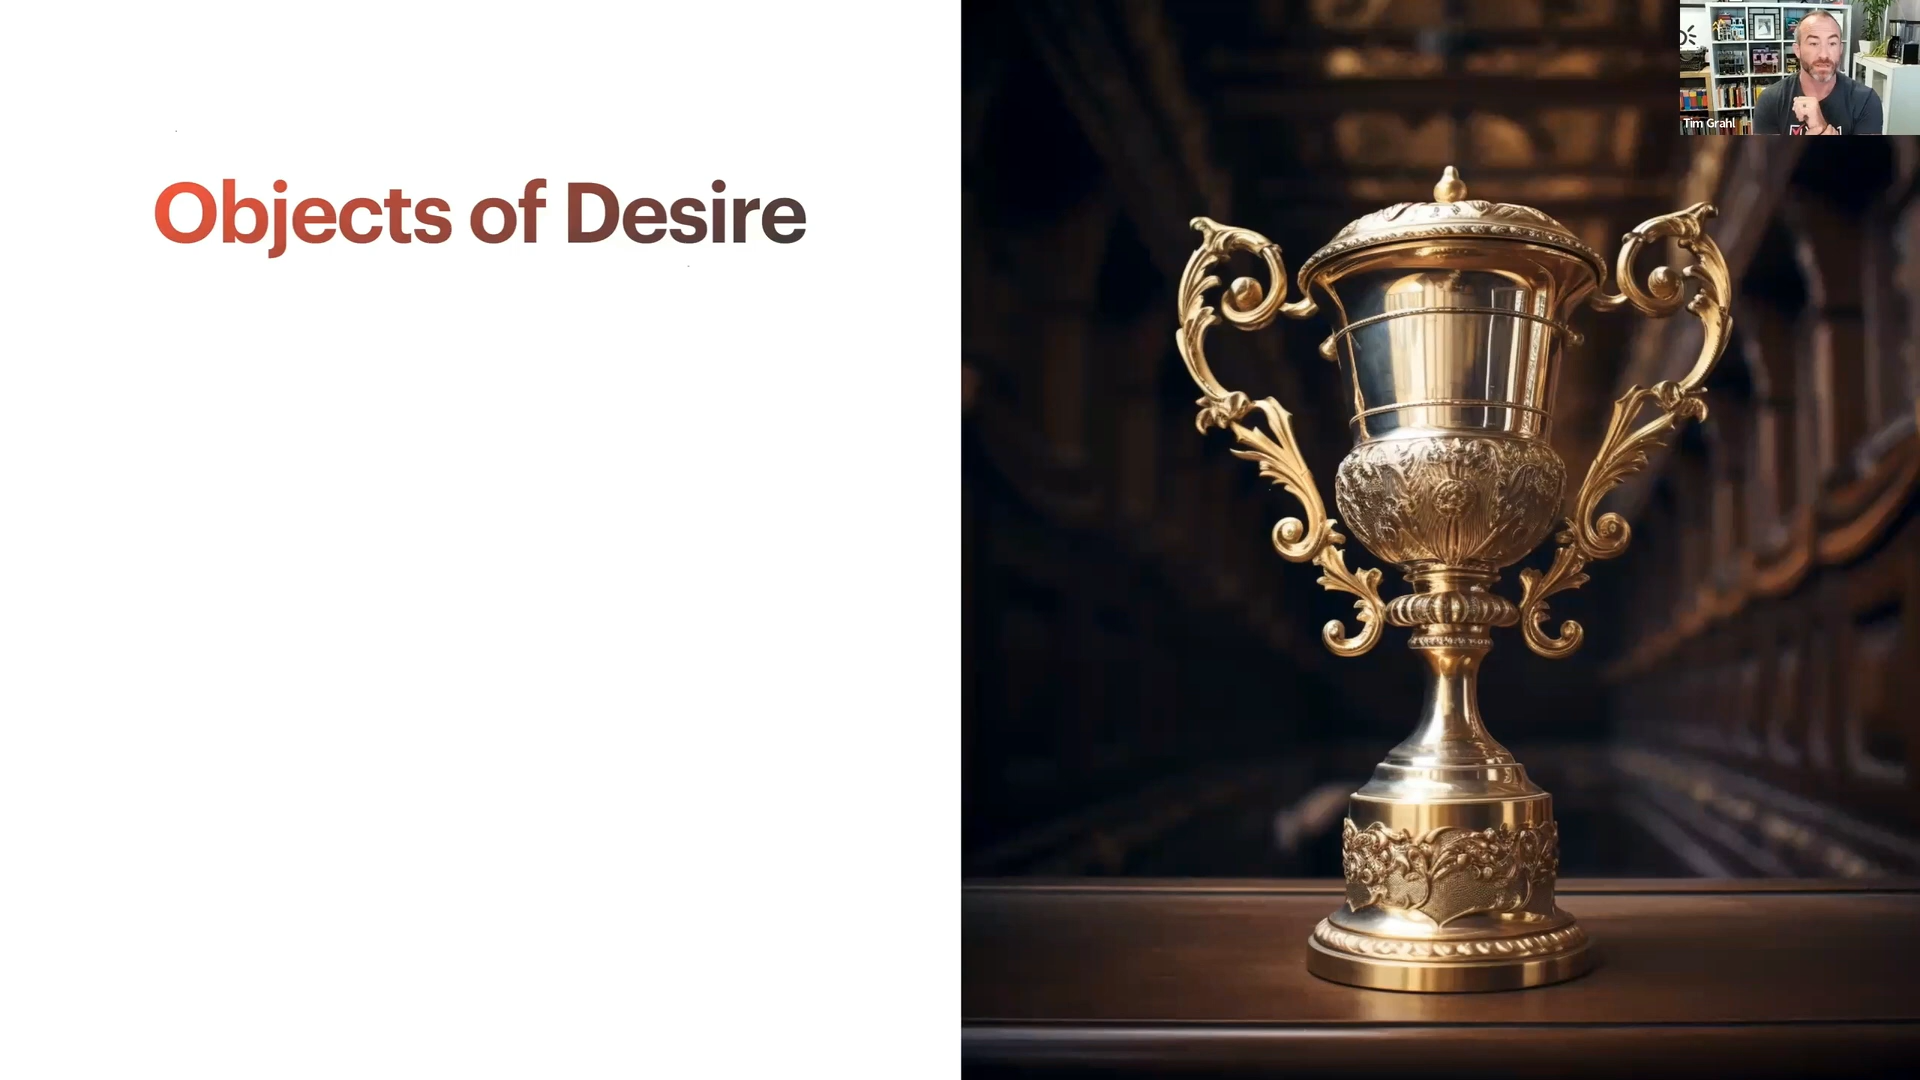 Objects of Desire
Tim Grahl